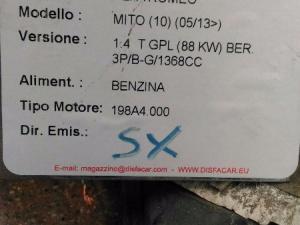 Modello : MITO (10) (05/13>)
Versione : 1.4 T GPL (88 KW) BER.
3P/B-G/1368CC
Aliment. : BENZINA
Tipo Motore: 198A4.000
Dir. Emis.: SX
E-mail: magazzino@disfacar.com - WWW.DISFACAR.EU